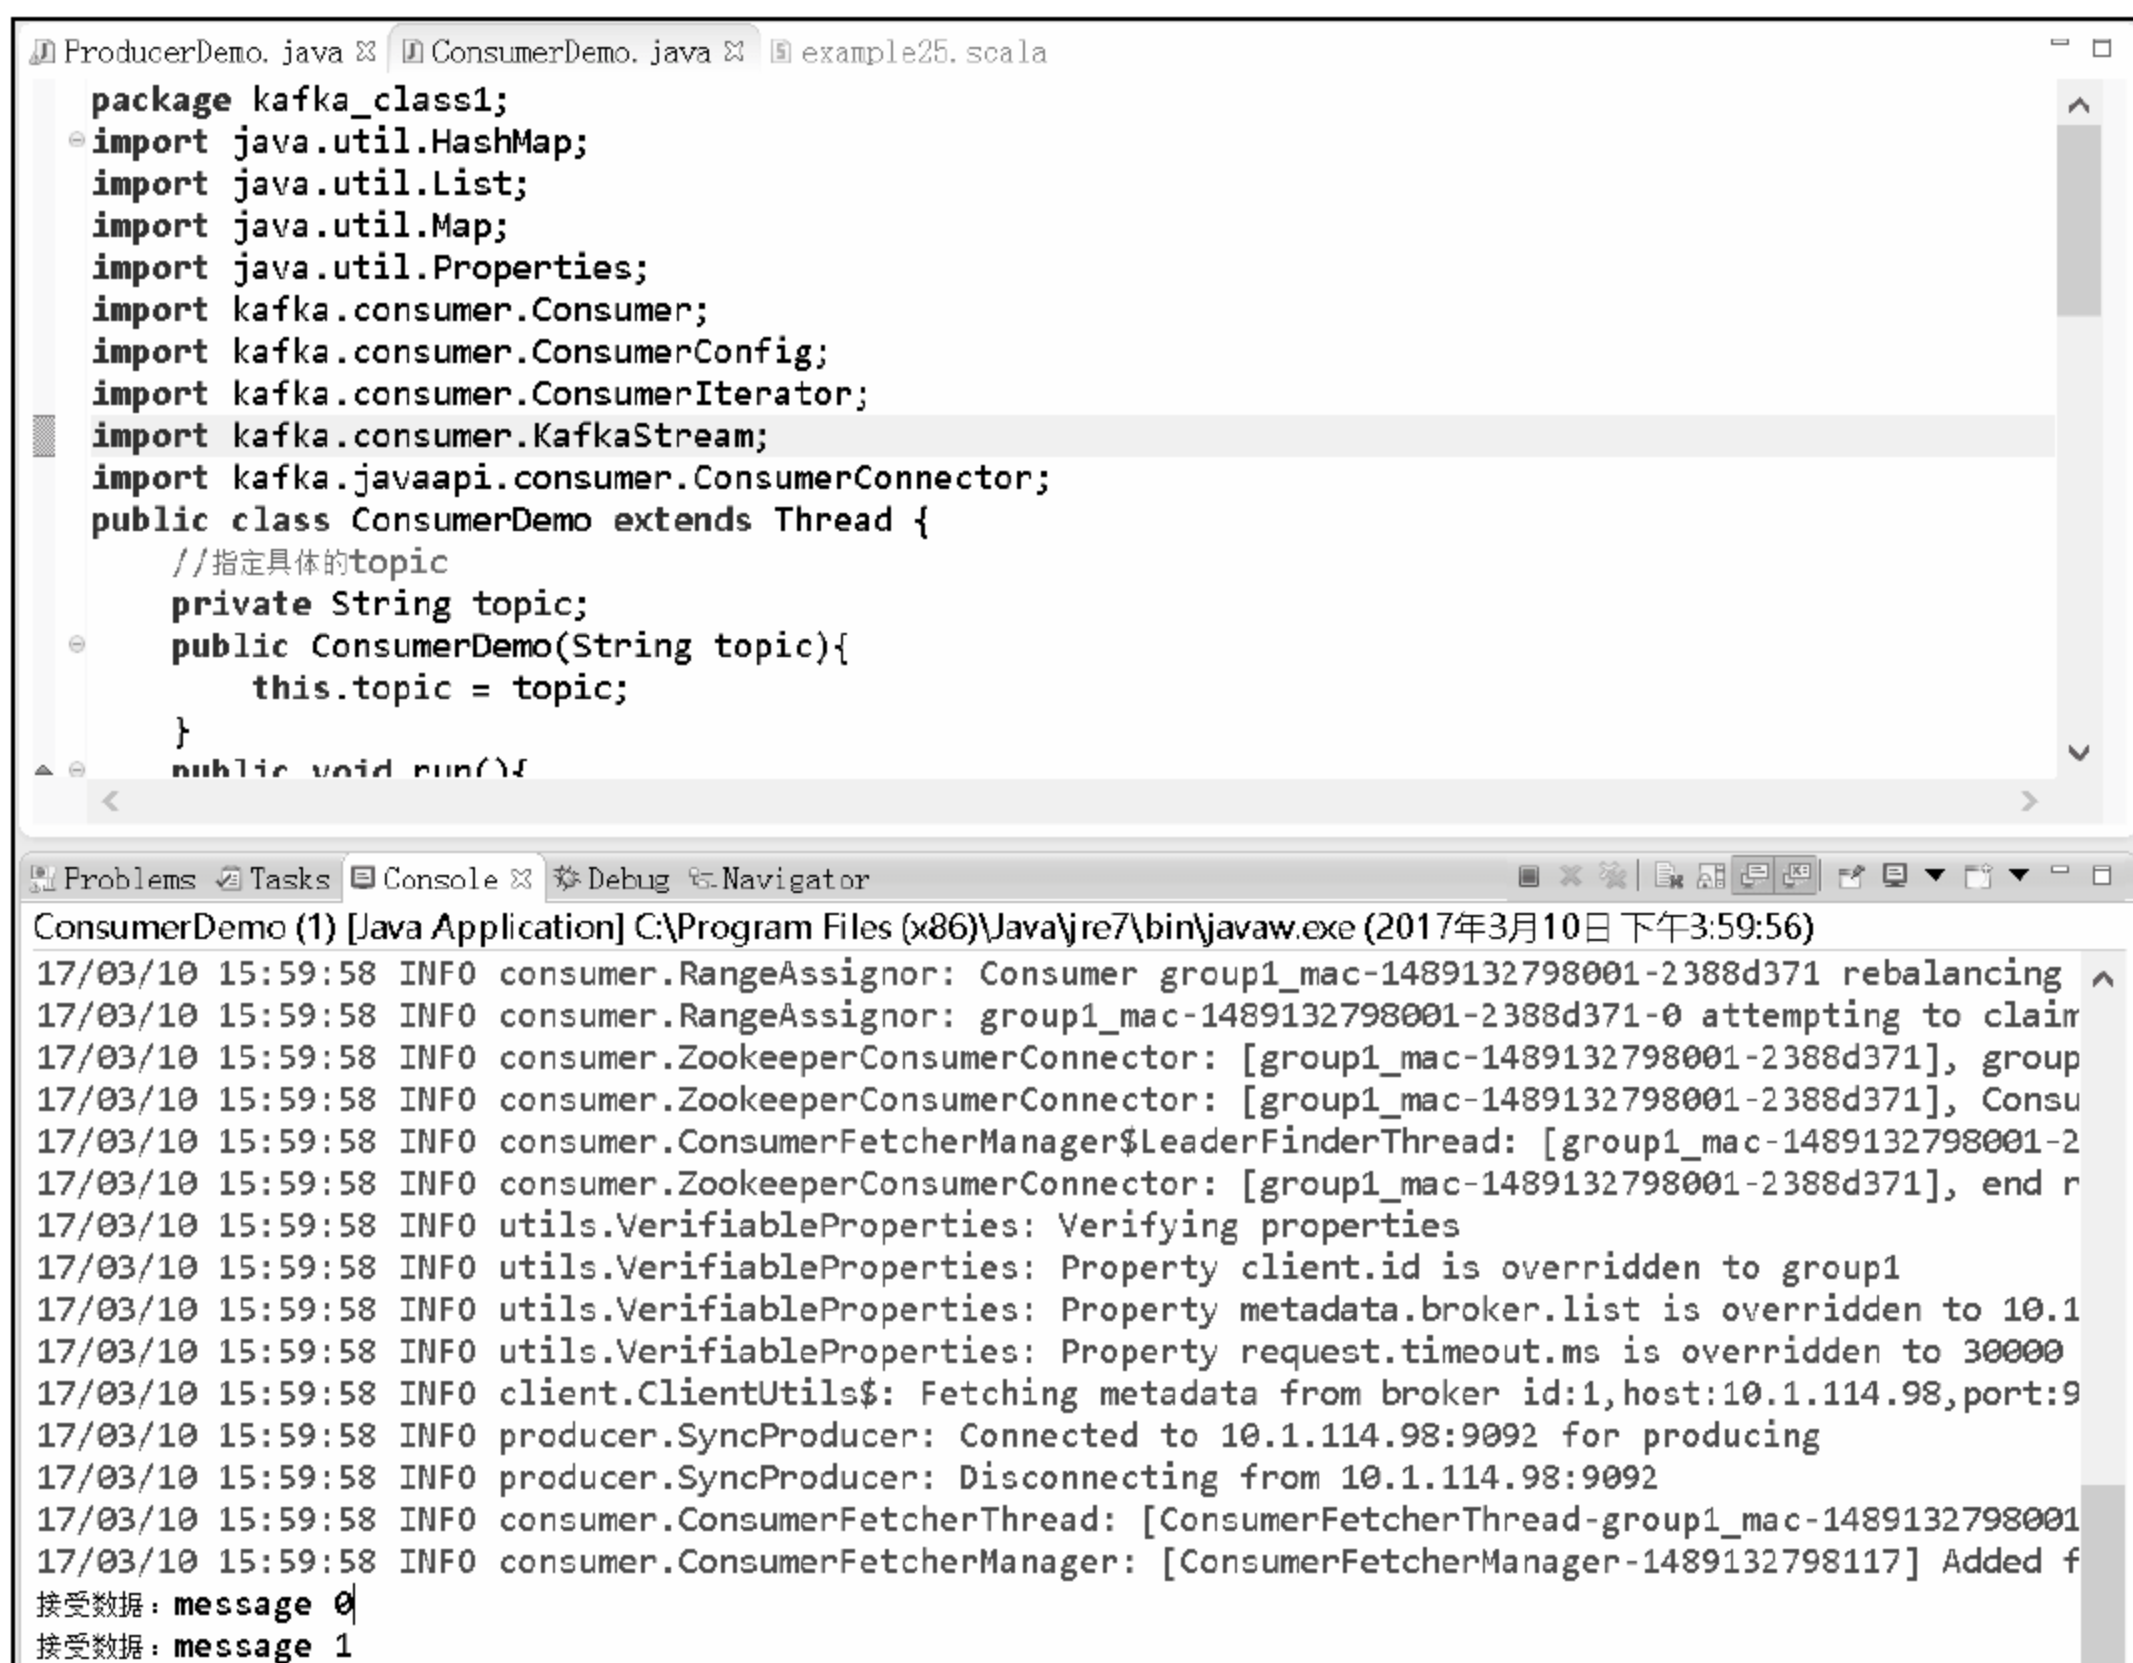 ProducerDemo.java ConsumerDemo.java example25.scala
package kafka_class1;
import java.util.HashMap;
import java.util.List;
import java.util.Map;
import java.util.Properties;
import kafka.consumer.Consumer;
import kafka.consumer.ConsumerConfig;
import kafka.consumer.ConsumerIterator;
import kafka.consumer.KafkaStream;
import kafka.javaapi.consumer.ConsumerConnector;
public class ConsumerDemo extends Thread {
//指定具体的topic
private String topic;
public ConsumerDemo(String topic){
this.topic = topic;
}
public void run(){
Problems Tasks Console Debug Navigator
ConsumerDemo (1) [Java Application] C:\Program Files (x86)\Java\jre7\bin\javaw.exe (2017年3月10日 下午3:59:56)
17/03/10 15:59:58 INFO consumer.RangeAssignor: Consumer group1_mac-1489132798001-2388d371 rebalancing
17/03/10 15:59:58 INFO consumer.RangeAssignor: group1_mac-1489132798001-2388d371-0 attempting to claim
17/03/10 15:59:58 INFO consumer.ZookeeperConsumerConnector: [group1_mac-1489132798001-2388d371], group
17/03/10 15:59:58 INFO consumer.ZookeeperConsumerConnector: [group1_mac-1489132798001-2388d371], Consu
17/03/10 15:59:58 INFO consumer.ConsumerFetcherManager$LeaderFinderThread: [group1_mac-1489132798001-2
17/03/10 15:59:58 INFO consumer.ZookeeperConsumerConnector: [group1_mac-1489132798001-2388d371], end r
17/03/10 15:59:58 INFO utils.VerifiableProperties: Verifying properties
17/03/10 15:59:58 INFO utils.VerifiableProperties: Property client.id is overridden to group1
17/03/10 15:59:58 INFO utils.VerifiableProperties: Property metadata.broker.list is overridden to 10.1
17/03/10 15:59:58 INFO utils.VerifiableProperties: Property request.timeout.ms is overridden to 30000
17/03/10 15:59:58 INFO client.ClientUtils$: Fetching metadata from broker id:1,host:10.1.114.98,port:9
17/03/10 15:59:58 INFO producer.SyncProducer: Connected to 10.1.114.98:9092 for producing
17/03/10 15:59:58 INFO producer.SyncProducer: Disconnecting from 10.1.114.98:9092
17/03/10 15:59:58 INFO consumer.ConsumerFetcherThread: [ConsumerFetcherThread-group1_mac-1489132798001
17/03/10 15:59:58 INFO consumer.ConsumerFetcherManager: [ConsumerFetcherManager-1489132798117] Added f
接受数据：message 0
接受数据：message 1